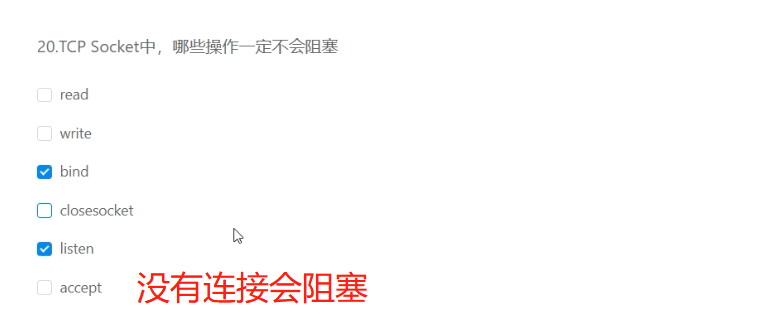 20.TCP Socket中，哪些操作一定不会阻塞
read
write
bind
closesocket
listen
accept 没有连接会阻塞